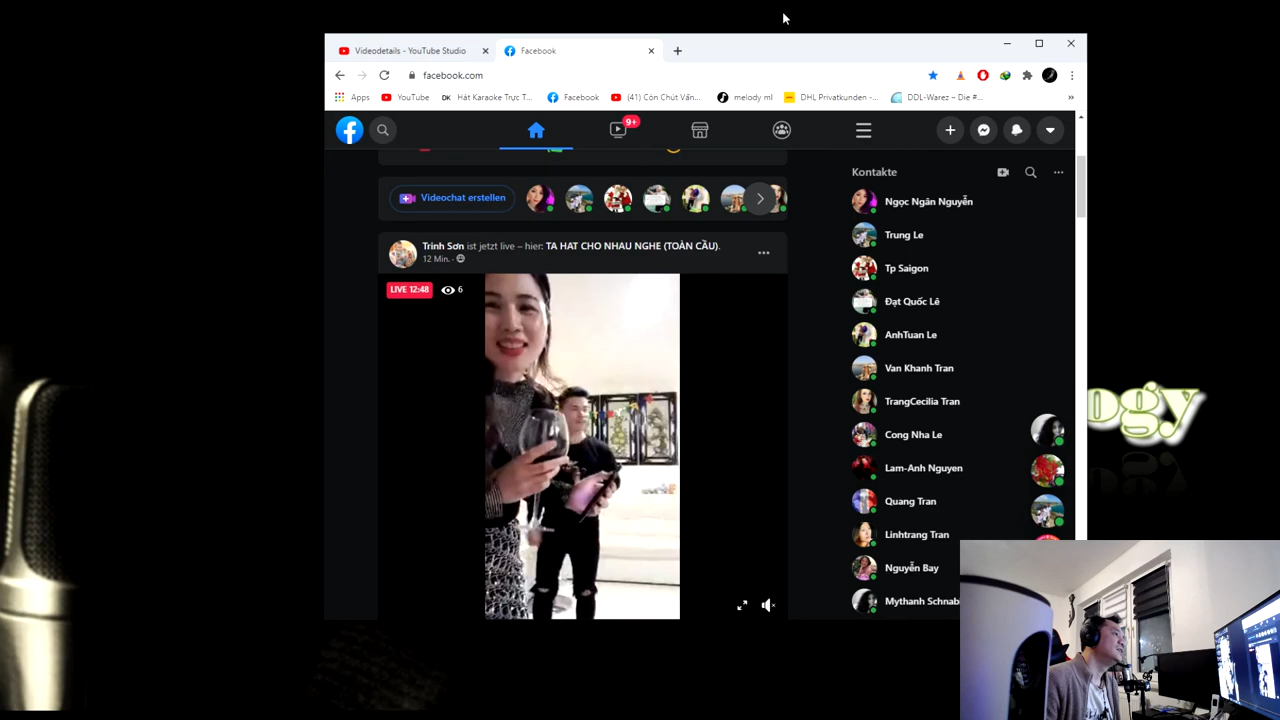 Videodetails - YouTube Studio
Facebook
facebook.com
Apps
YouTube
Hát Karaoke Trực T...
Facebook
(41) Còn Chút Vấn...
melody ml
DHL Privatkunden -...
DDL-Warez – Die #...
»
9+
Videochat erstellen
Trinh Sơn ist jetzt live – hier: TA HAT CHO NHAU NGHE (TOÀN CẦU).
12 Min. ·
LIVE 12:48
6
Kontakte
Ngọc Ngân Nguyễn
Trung Le
Tp Saigon
Đạt Quốc Lê
AnhTuan Le
Van Khanh Tran
TrangCecilia Tran
Cong Nha Le
Lam-Anh Nguyen
Quang Tran
Linhtrang Tran
Nguyễn Bay
Mythanh Schnab
ogy